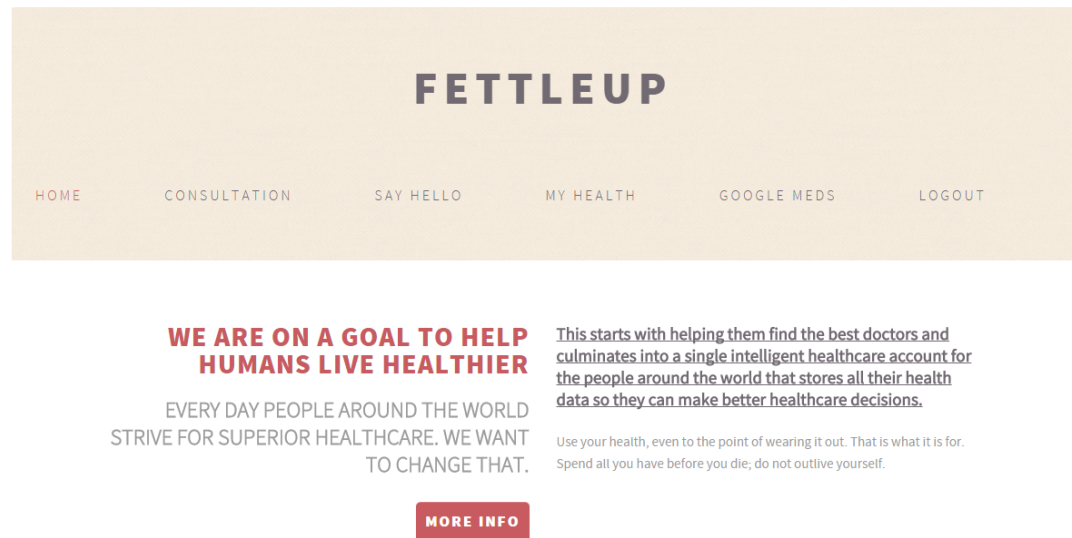 FETTLEUP
HOME CONSULTATION SAY HELLO MY HEALTH GOOGLE MEDS LOGOUT
WE ARE ON A GOAL TO HELP
HUMANS LIVE HEALTHIER
EVERY DAY PEOPLE AROUND THE WORLD
STRIVE FOR SUPERIOR HEALTHCARE. WE WANT
TO CHANGE THAT.
MORE INFO
This starts with helping them find the best doctors and
culminates into a single intelligent healthcare account for
the people around the world that stores all their health
data so they can make better healthcare decisions.
Use your health, even to the point of wearing it out. That is what it is for.
Spend all you have before you die; do not outlive yourself.